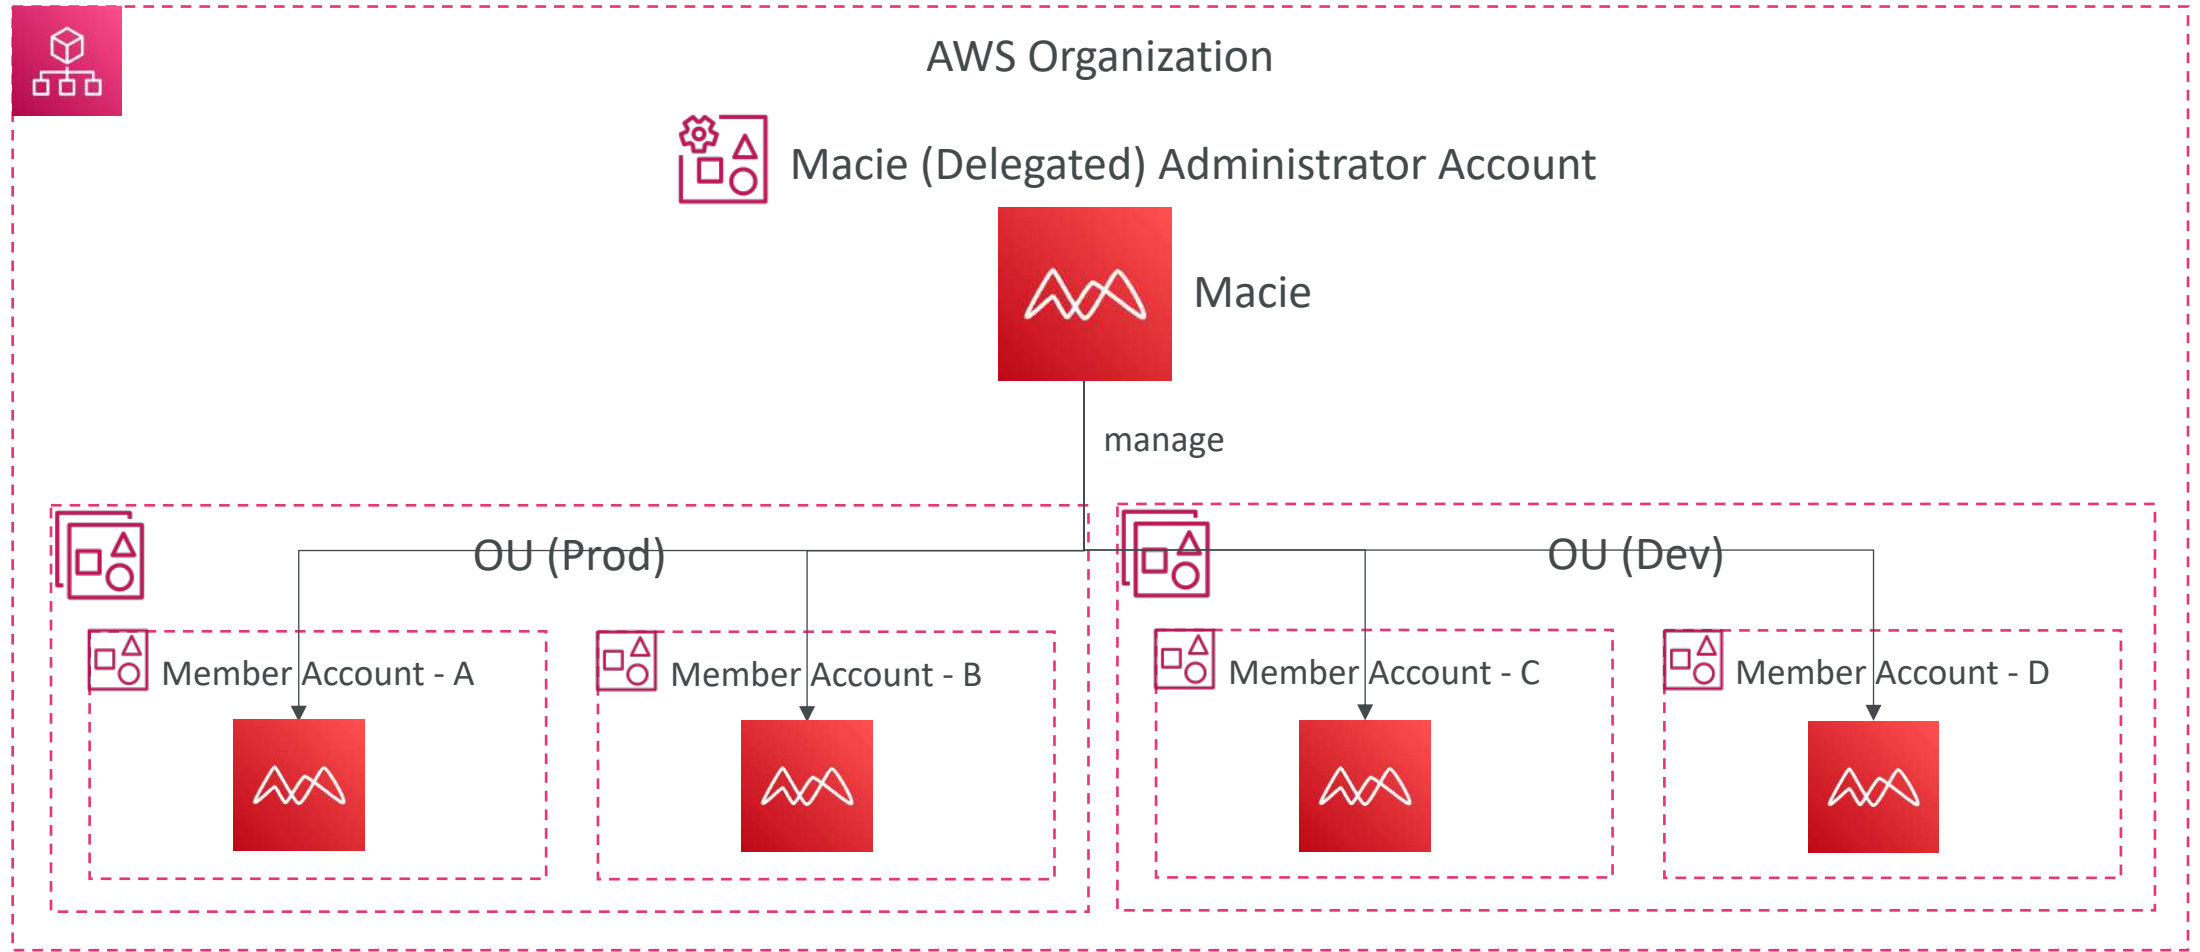 AWS Organization
Macie (Delegated) Administrator Account
Macie
manage
OU (Prod)
OU (Dev)
Member Account - A
Member Account - B
Member Account - C
Member Account - D